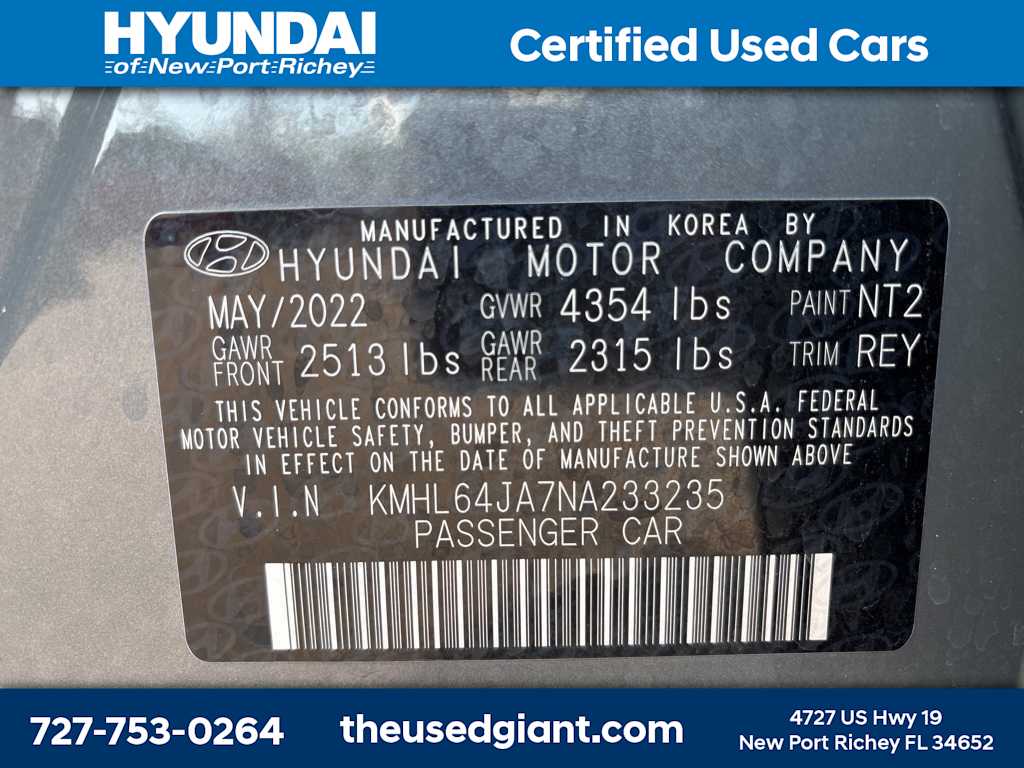 HYUNDAI
of New Port Richey
Certified Used Cars
MANUFACTURED IN KOREA BY
HYUNDAI MOTOR COMPANY
MAY/2022 GVWR 4354 lbs PAINT NT2
GAWR FRONT 2513 lbs GAWR REAR 2315 lbs TRIM REY
THIS VEHICLE CONFORMS TO ALL APPLICABLE U.S.A. FEDERAL
MOTOR VEHICLE SAFETY, BUMPER, AND THEFT PREVENTION STANDARDS
IN EFFECT ON THE DATE OF MANUFACTURE SHOWN ABOVE
V.I.N KMHL64JA7NA233235
PASSENGER CAR
727-753-0264
theusedgiant.com
4727 US Hwy 19
New Port Richey FL 34652